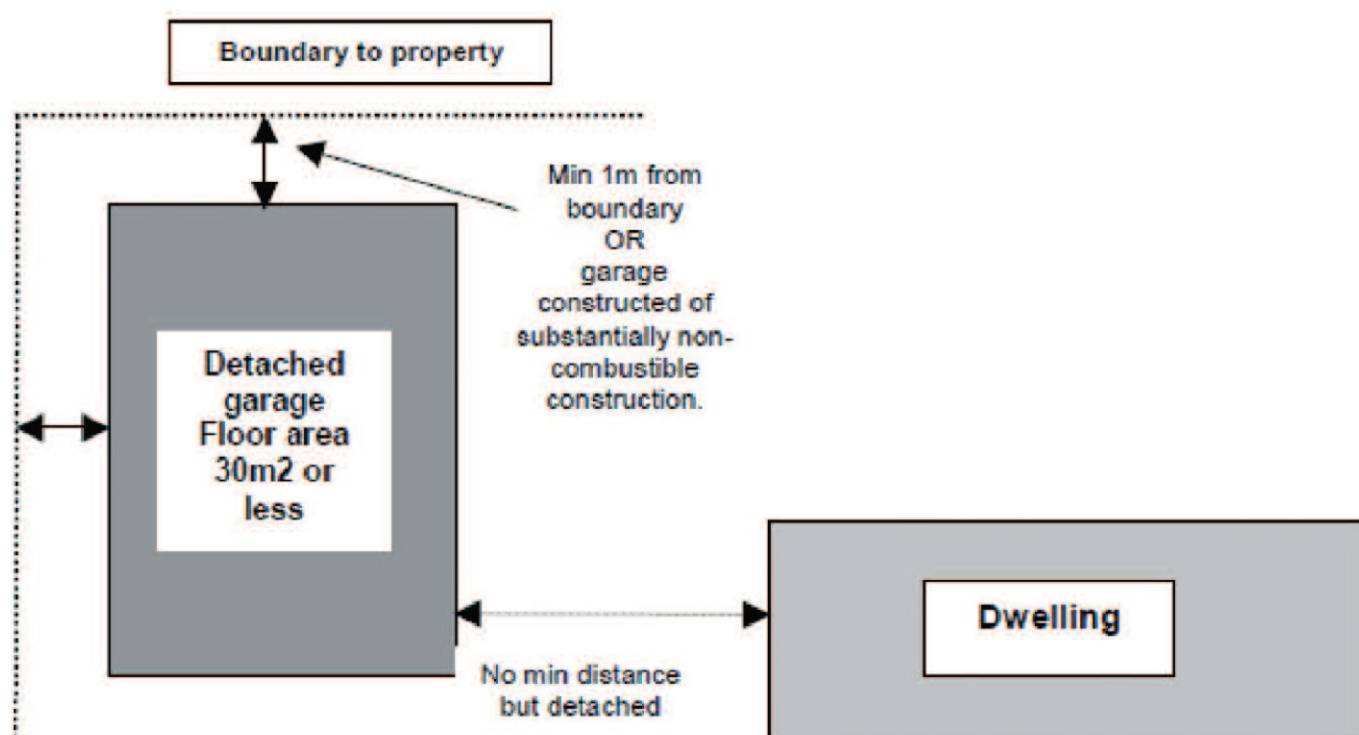 Boundary to property
Min 1m from
boundary
OR
garage
constructed of
substantially non-
combustible
construction.
Detached
garage
Floor area
30m2 or
less
Dwelling
No min distance
but detached